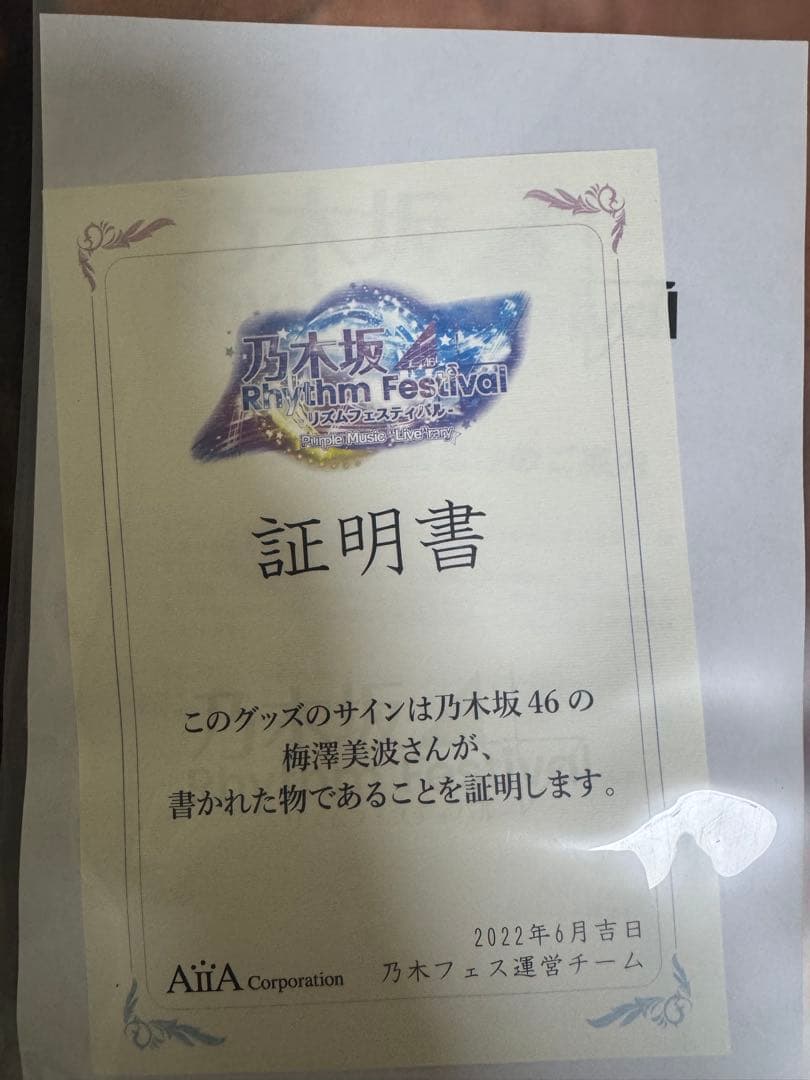 乃木坂46
Rhythm Festival
-リズムフェスティバル-
Purple Music "Live"rary
証明書
このグッズのサインは乃木坂46の
梅澤美波さんが、
書かれた物であることを証明します。
2022年6月吉日
AiiA Corporation
乃木フェス運営チーム